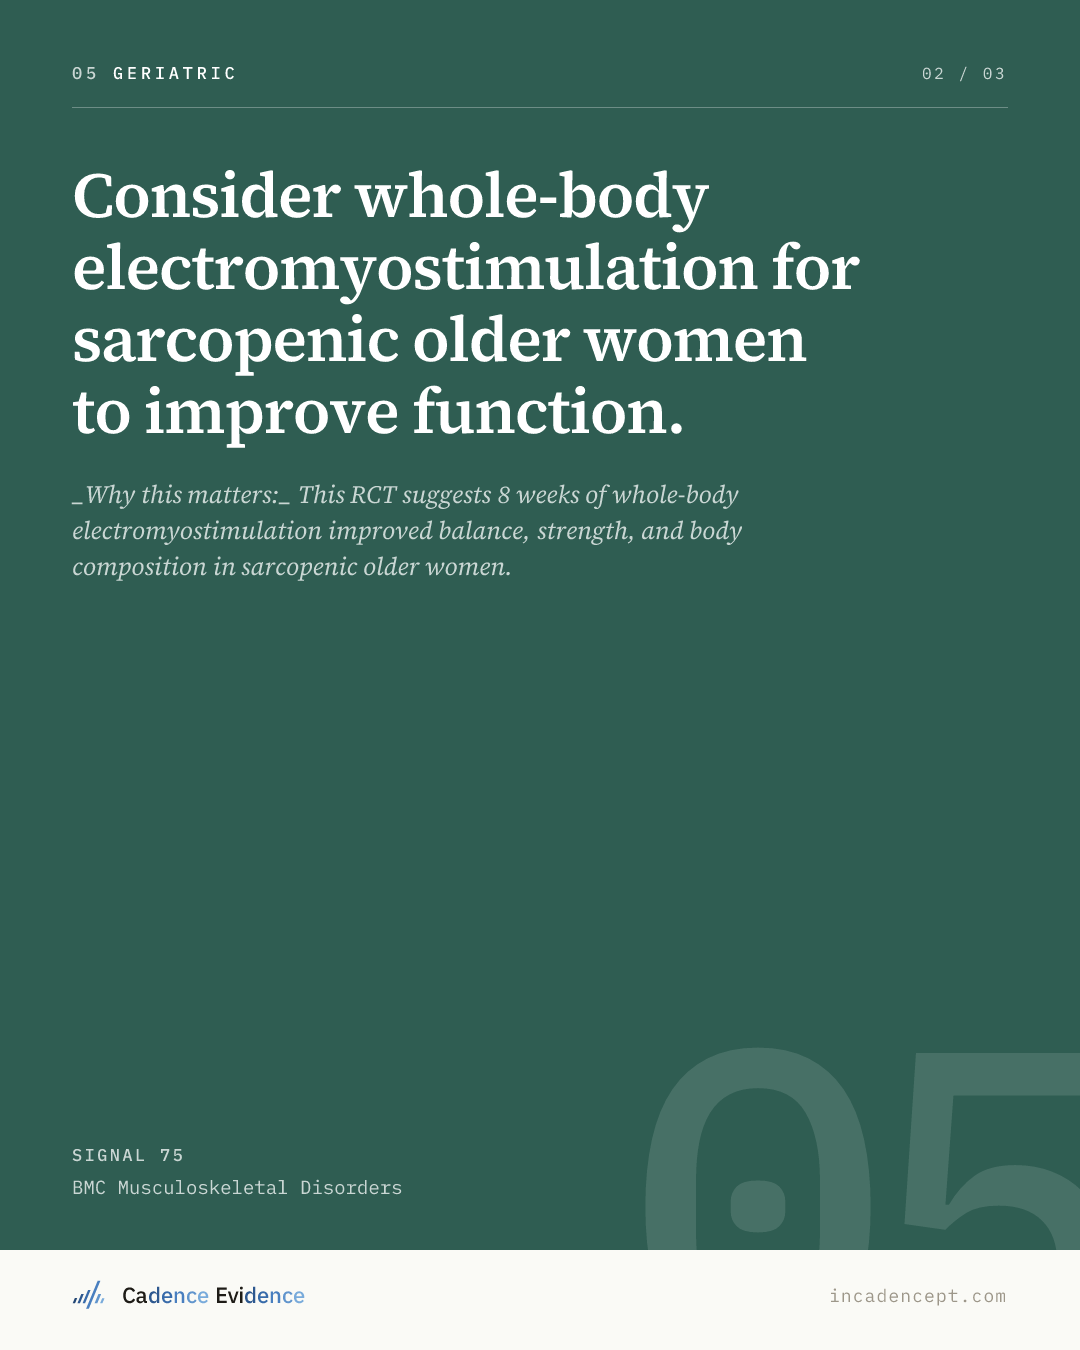 05 GERIATRIC
02 / 03
Consider whole-body
electromyostimulation for
sarcopenic older women
to improve function.
_Why this matters:_ This RCT suggests 8 weeks of whole-body
electromyostimulation improved balance, strength, and body
composition in sarcopenic older women.
05
SIGNAL 75
BMC Musculoskeletal Disorders
Cadence Evidence
incadencept.com